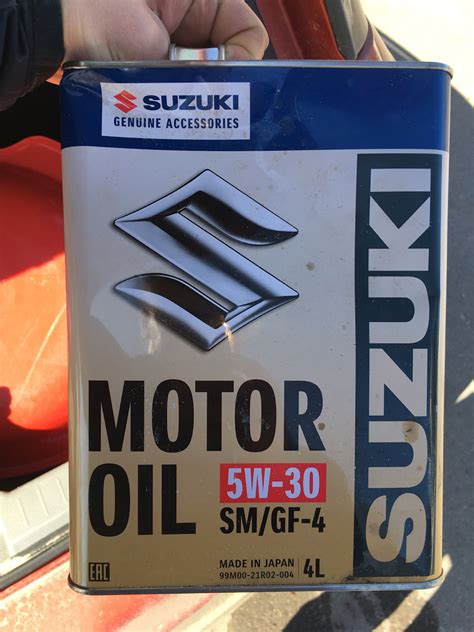 SUZUKI
GENUINE ACCESSORIES
SUZUKI
MOTOR
OIL
5W-30
SM/GF-4
MADE IN JAPAN
99M00-21R02-004
4L
EAC